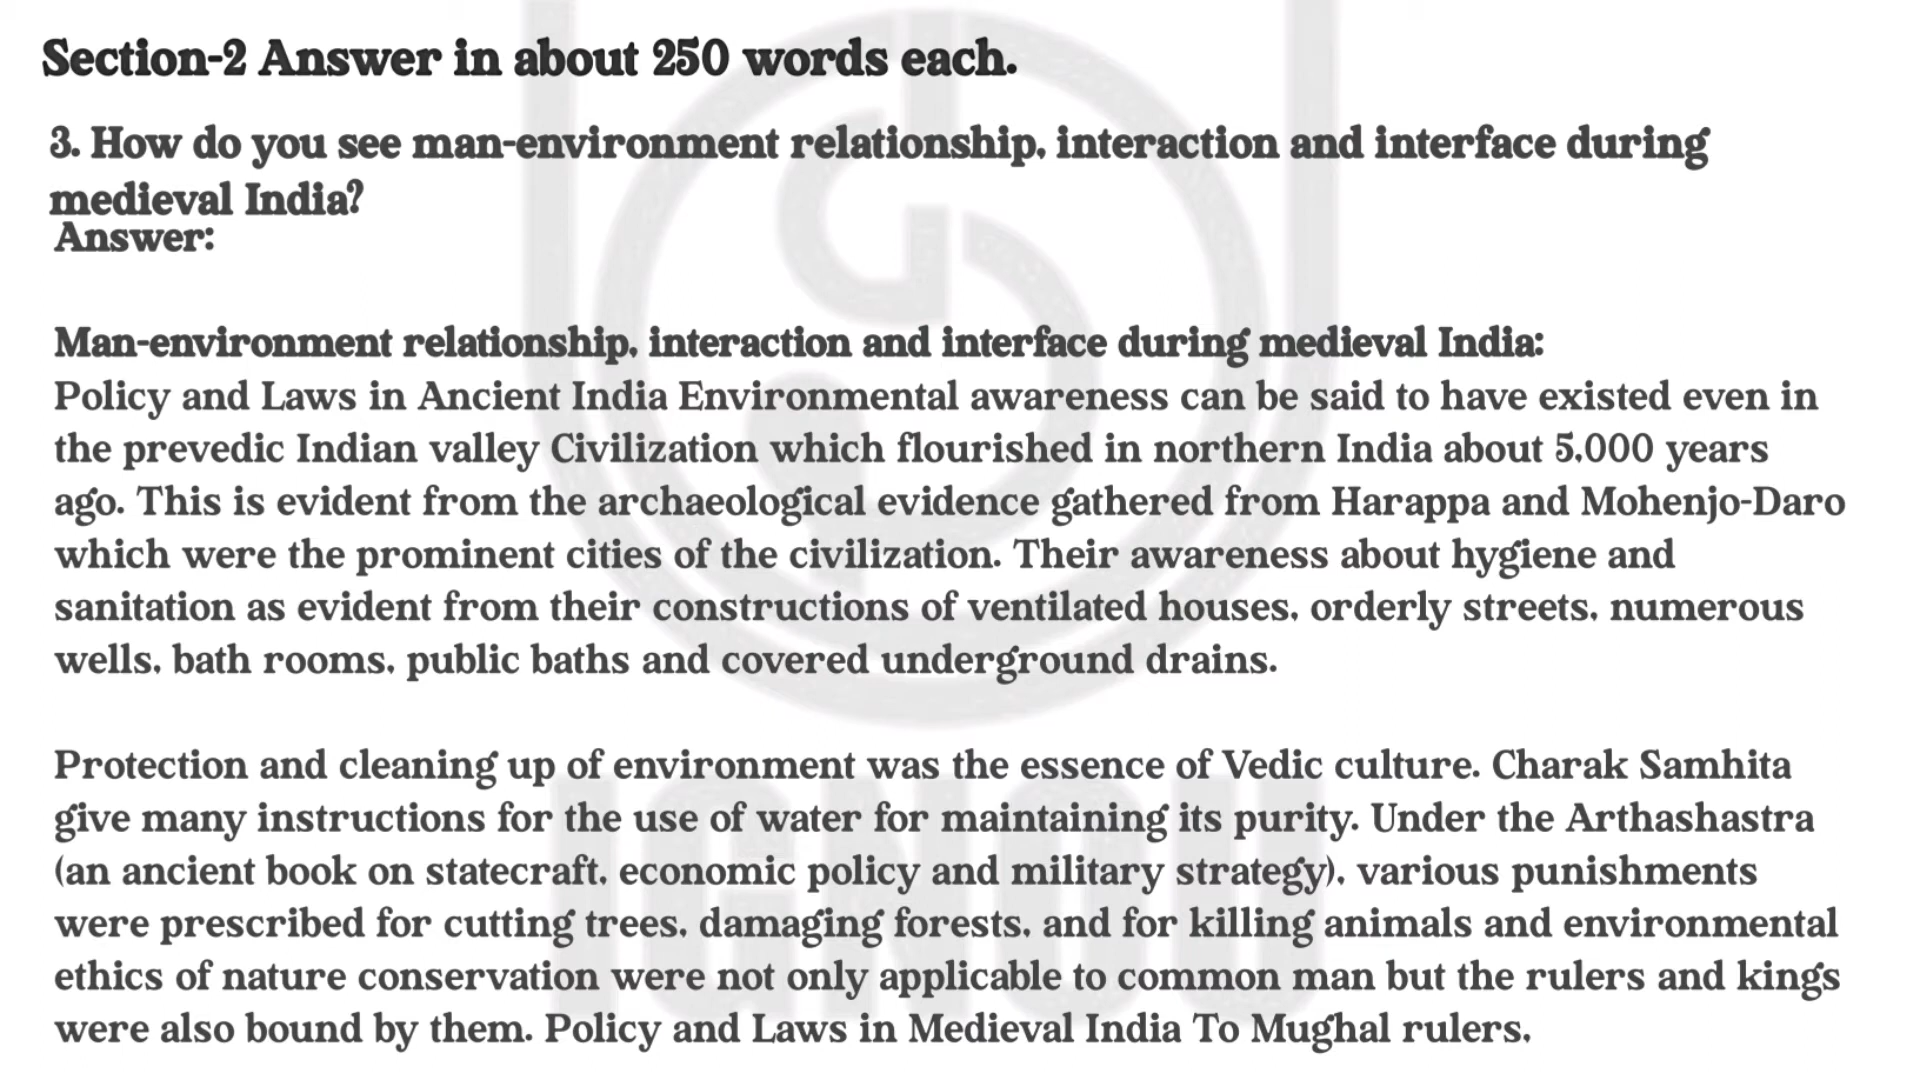 Section-2 Answer in about 250 words each.
3. How do you see man-environment relationship, interaction and interface during
medieval India?
Answer:
Man-environment relationship, interaction and interface during medieval India:
Policy and Laws in Ancient India Environmental awareness can be said to have existed even in
the prevedic Indian valley Civilization which flourished in northern India about 5,000 years
ago. This is evident from the archaeological evidence gathered from Harappa and Mohenjo-Daro
which were the prominent cities of the civilization. Their awareness about hygiene and
sanitation as evident from their constructions of ventilated houses, orderly streets, numerous
wells, bath rooms, public baths and covered underground drains.
Protection and cleaning up of environment was the essence of Vedic culture. Charak Samhita
give many instructions for the use of water for maintaining its purity. Under the Arthashastra
(an ancient book on statecraft, economic policy and military strategy), various punishments
were prescribed for cutting trees, damaging forests, and for killing animals and environmental
ethics of nature conservation were not only applicable to common man but the rulers and kings
were also bound by them. Policy and Laws in Medieval India To Mughal rulers,
IGNOU